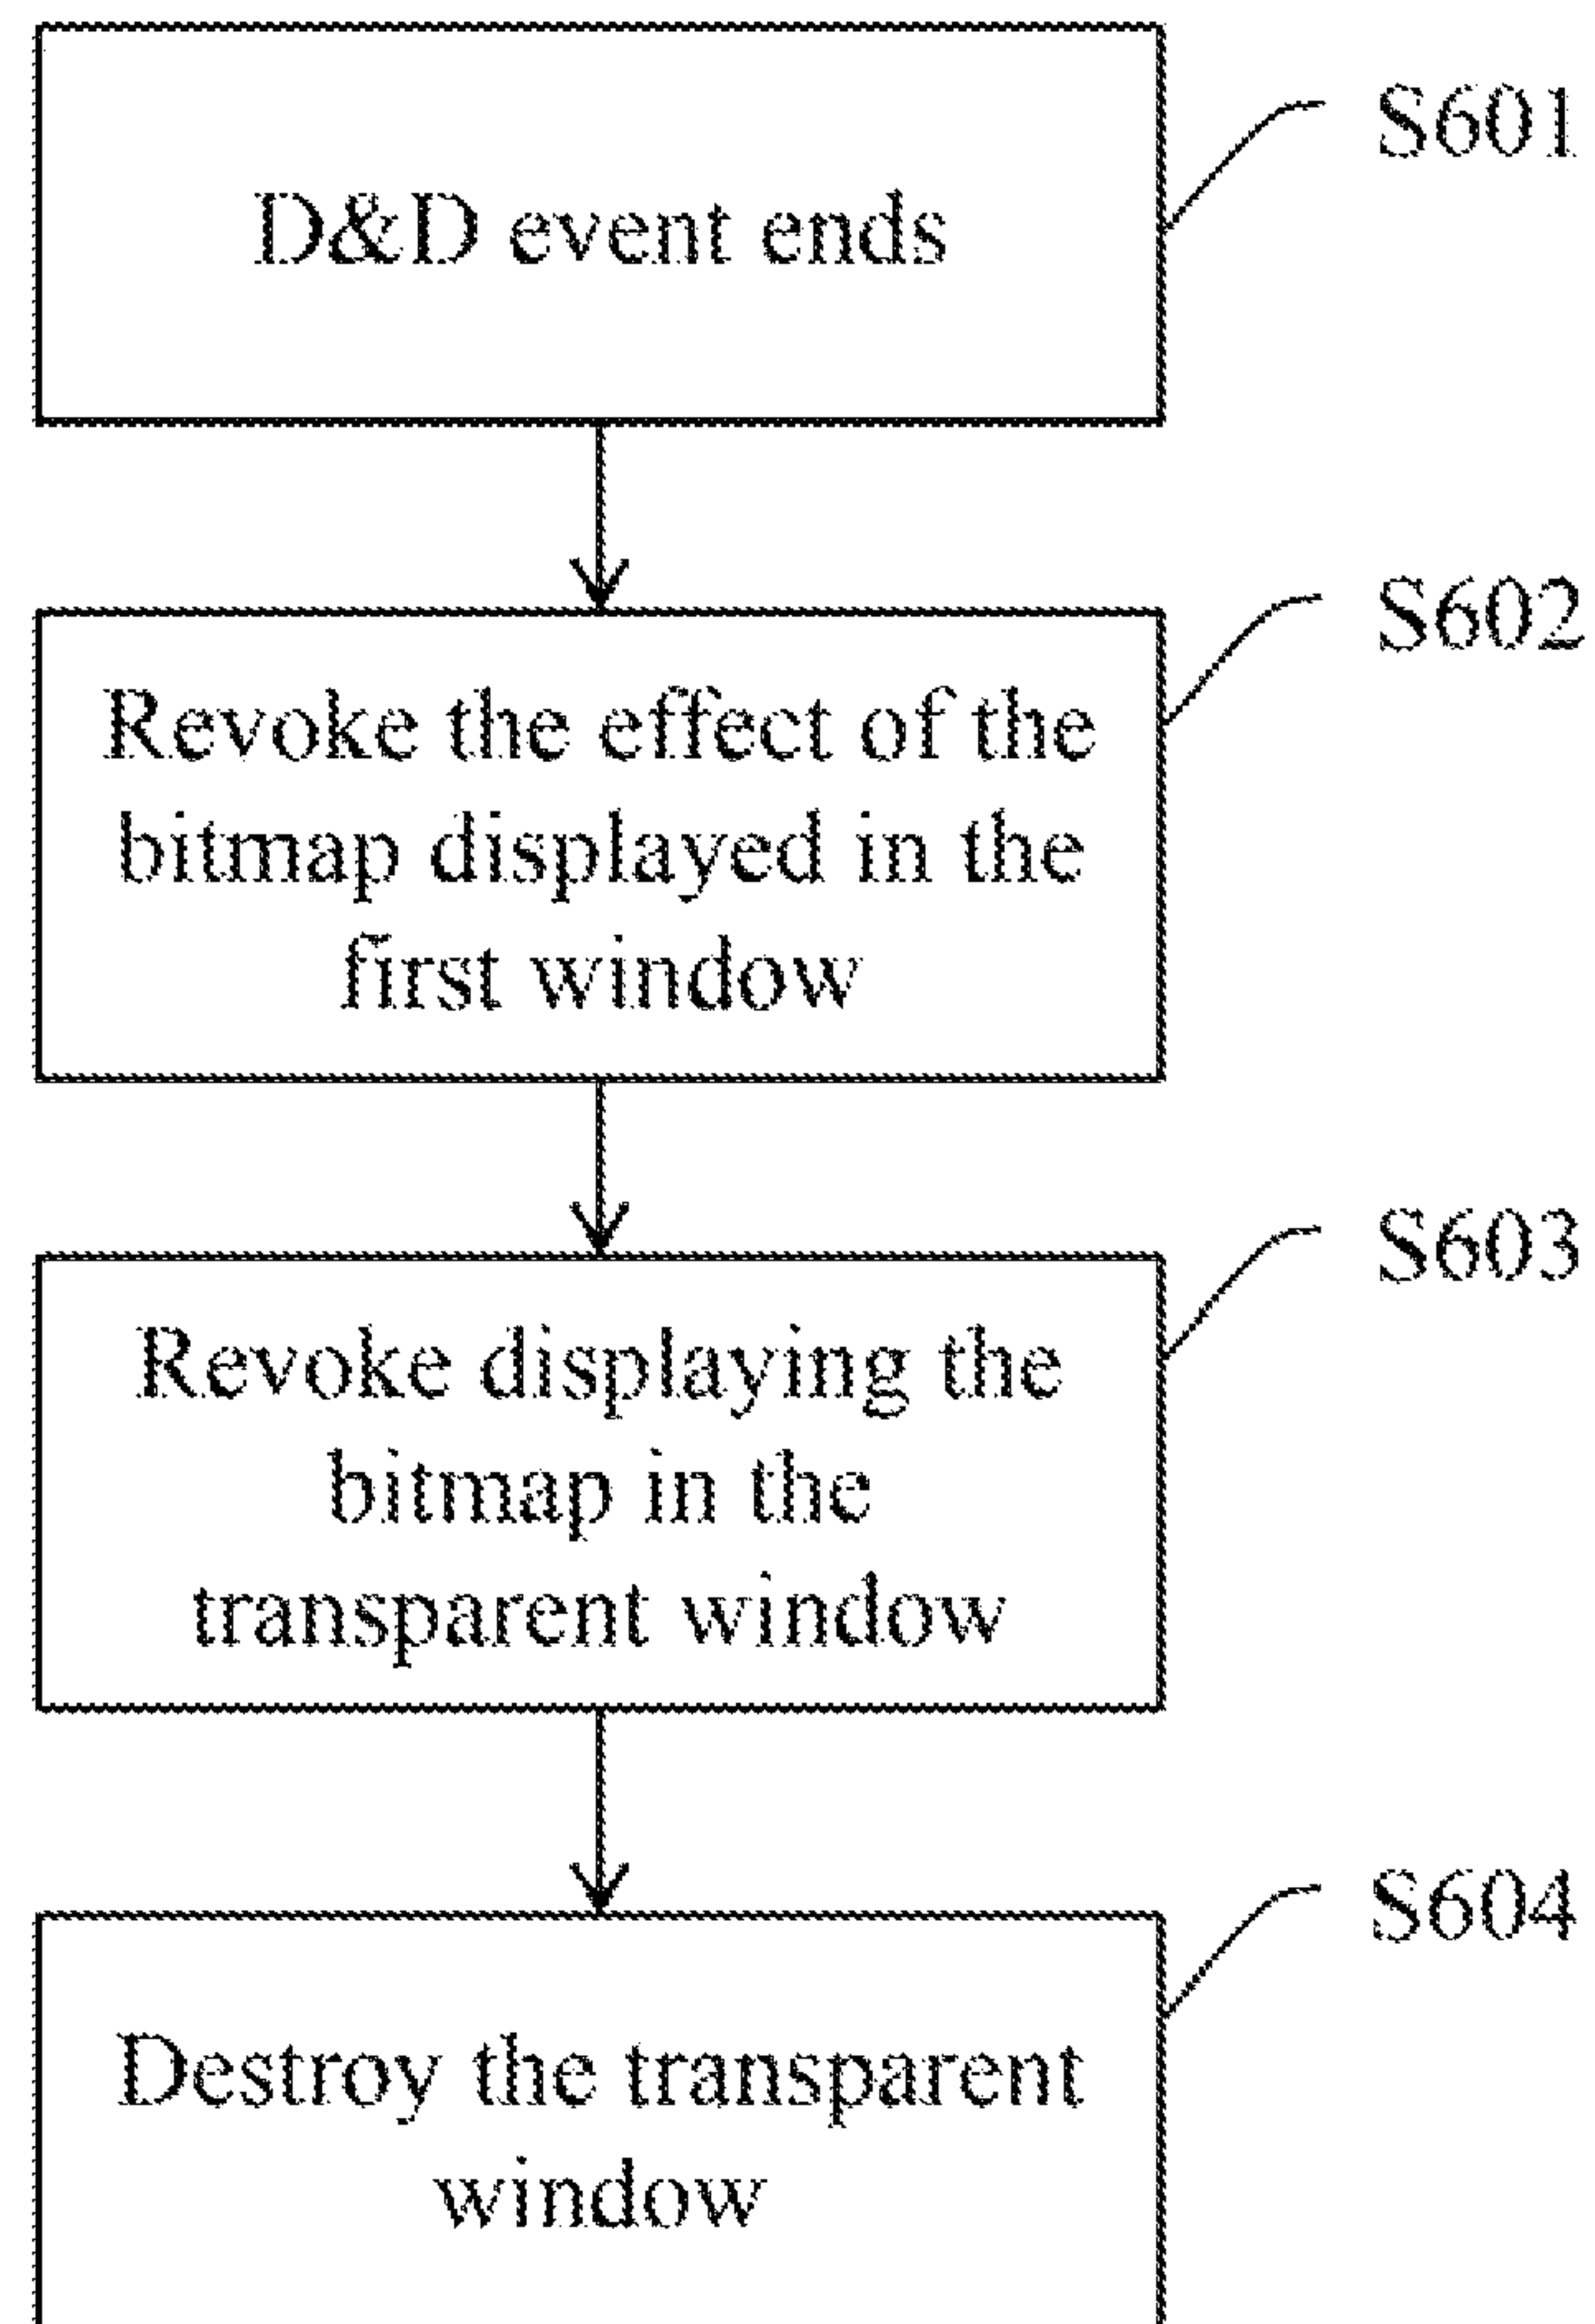 S601
D&D event ends
S602
Revoke the effect of the
bitmap displayed in the
first window
S603
Revoke displaying the
bitmap in the
transparent window
S604
Destroy the transparent
window